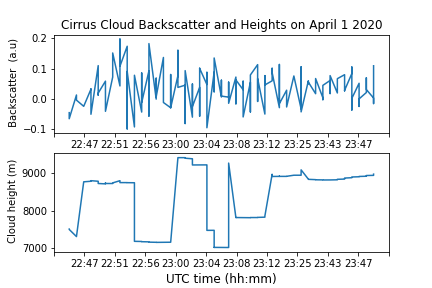 Cirrus Cloud Backscatter and Heights on April 1 2020
Backscatter (a.u)
0.2
0.1
0.0
−0.1
22:47 22:51 22:56 23:00 23:04 23:08 23:12 23:25 23:43 23:47
Cloud height (m)
9000
8000
7000
22:47 22:51 22:56 23:00 23:04 23:08 23:12 23:25 23:43 23:47
UTC time (hh:mm)